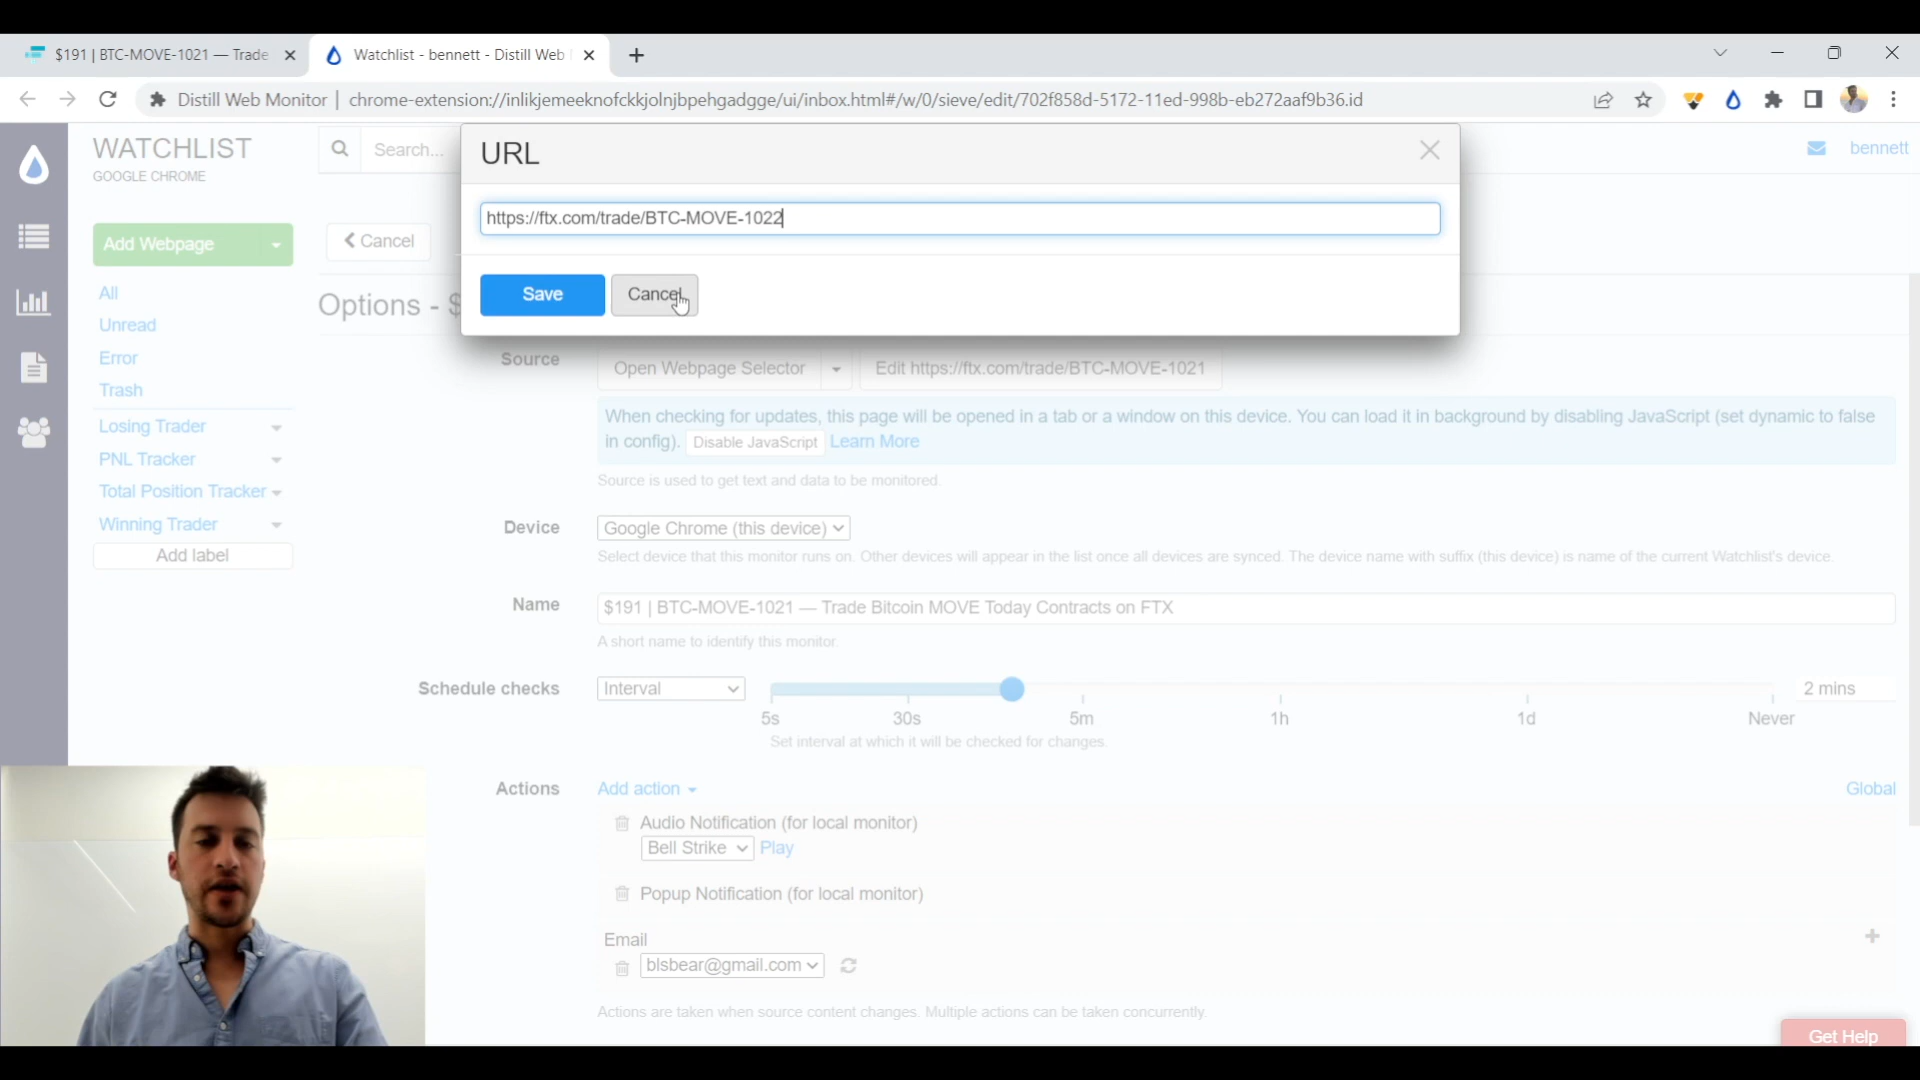 $191 | BTC-MOVE-1021 — Trade
Watchlist - bennett - Distill Web
Distill Web Monitor | chrome-extension://inlikjemeeknofckkjolnjbpehgadgge/ui/inbox.html#/w/0/sieve/edit/702f858d-5172-11ed-998b-eb272aaf9b36.id
WATCHLIST
GOOGLE CHROME
Search...
URL
bennett
https://ftx.com/trade/BTC-MOVE-1022
Add Webpage
Cancel
Save
Cancel
All
Unread
Error
Trash
Losing Trader
PNL Tracker
Total Position Tracker
Winning Trader
Add label
Options - $
Source
Open Webpage Selector
Edit https://ftx.com/trade/BTC-MOVE-1021
When checking for updates, this page will be opened in a tab or a window on this device. You can load it in background by disabling JavaScript (set dynamic to false
in config). Disable JavaScript Learn More
Source is used to get text and data to be monitored.
Device
Google Chrome (this device)
Select device that this monitor runs on. Other devices will appear in the list once all devices are synced. The device name with suffix (this device) is name of the current Watchlist's device.
Name
$191 | BTC-MOVE-1021 — Trade Bitcoin MOVE Today Contracts on FTX
A short name to identify this monitor.
Schedule checks
Interval
2 mins
5s 30s 5m 1h 1d Never
Set interval at which it will be checked for changes.
Actions
Add action
Global
Audio Notification (for local monitor)
Bell Strike Play
Popup Notification (for local monitor)
Email
blsbear@gmail.com
Actions are taken when source content changes. Multiple actions can be taken concurrently.
Get Help